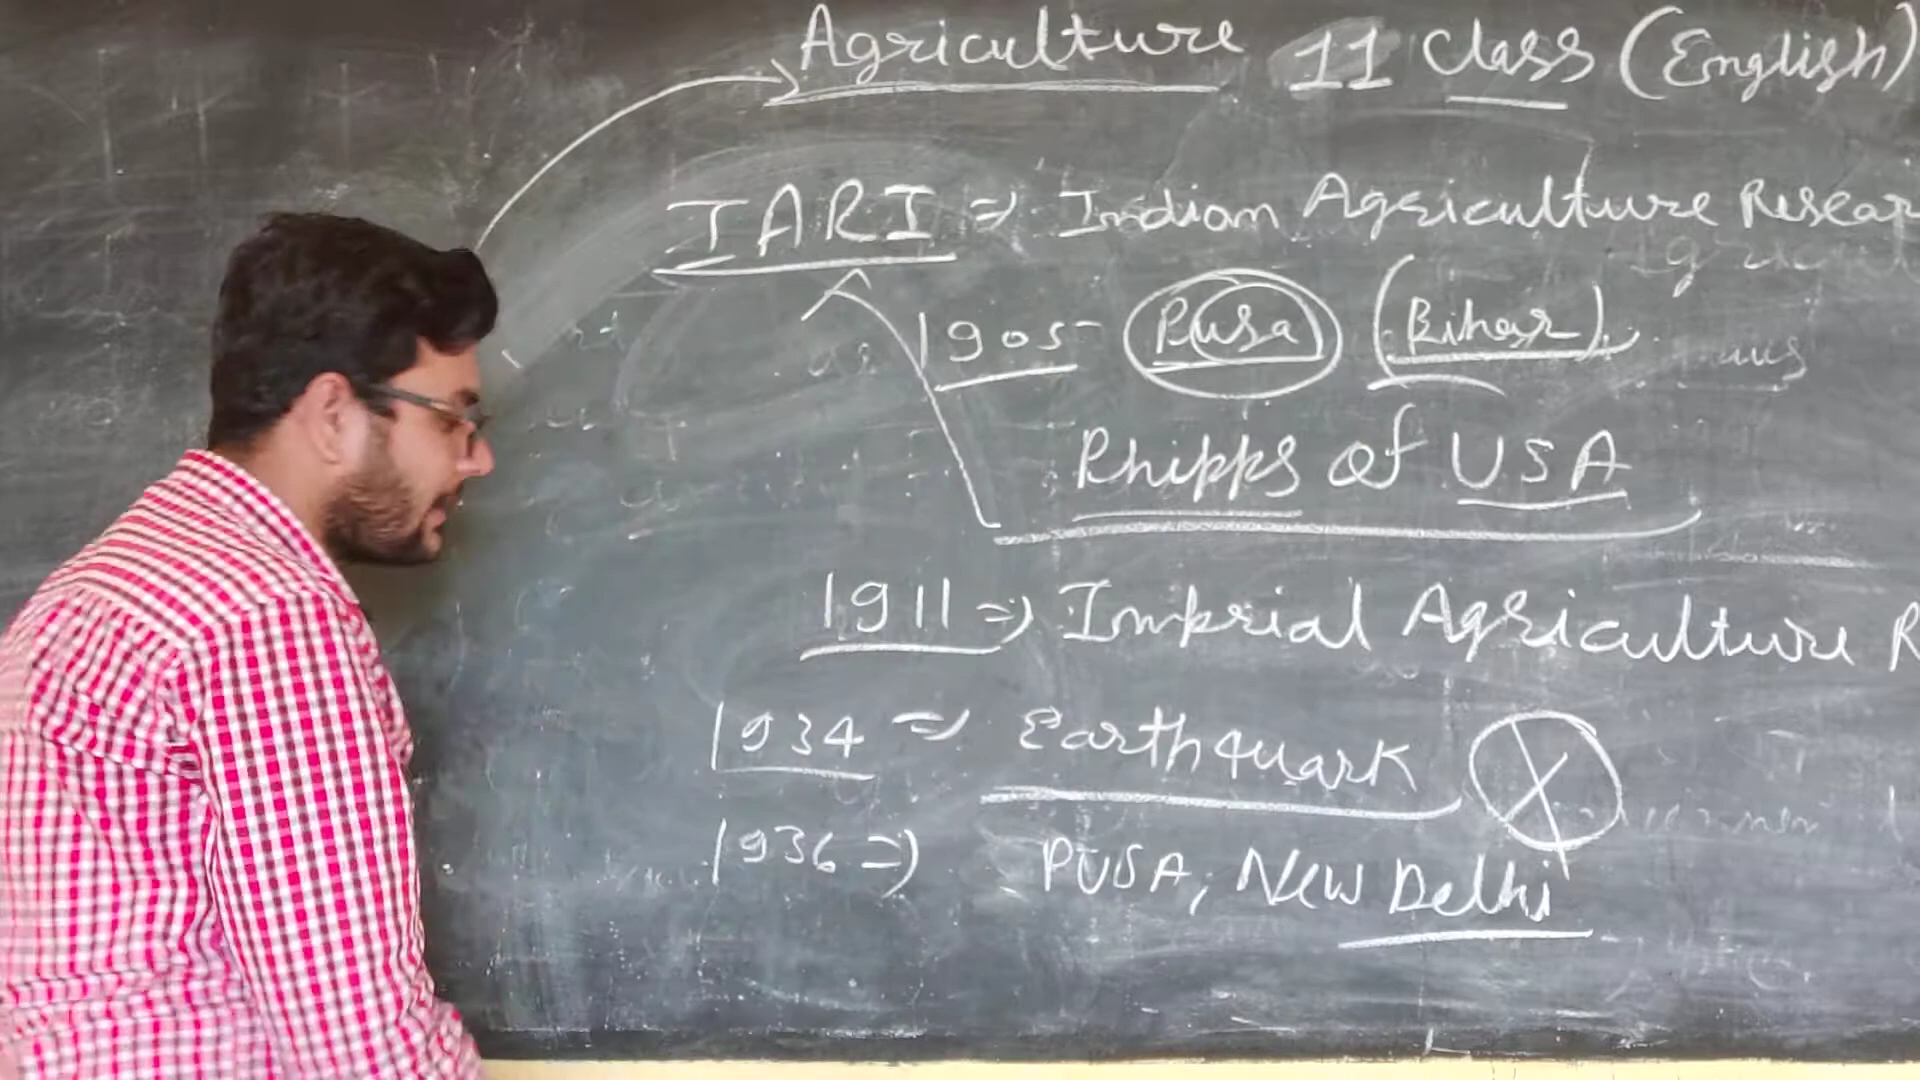 Agriculture 11 Class (English)
IARI => Indian Agriculture Resear
1905- Pusa (Bihar)
Phipps of USA
1911 => Imprial Agriculture R
1934 => Earthquark
1936 => PUSA, New Delhi